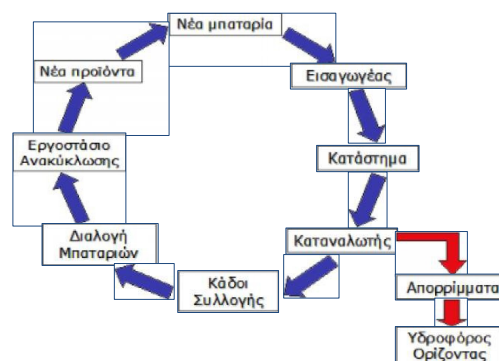 Νέα μπαταρία
Εισαγωγέας
Κατάστημα
Καταναλωτής
Απορρίμματα
Υδροφόρος
Ορίζοντας
Κάδοι
Συλλογής
Διαλογή
Μπαταριών
Εργοστάσιο
Ανακύκλωσης
Νέα προϊόντα